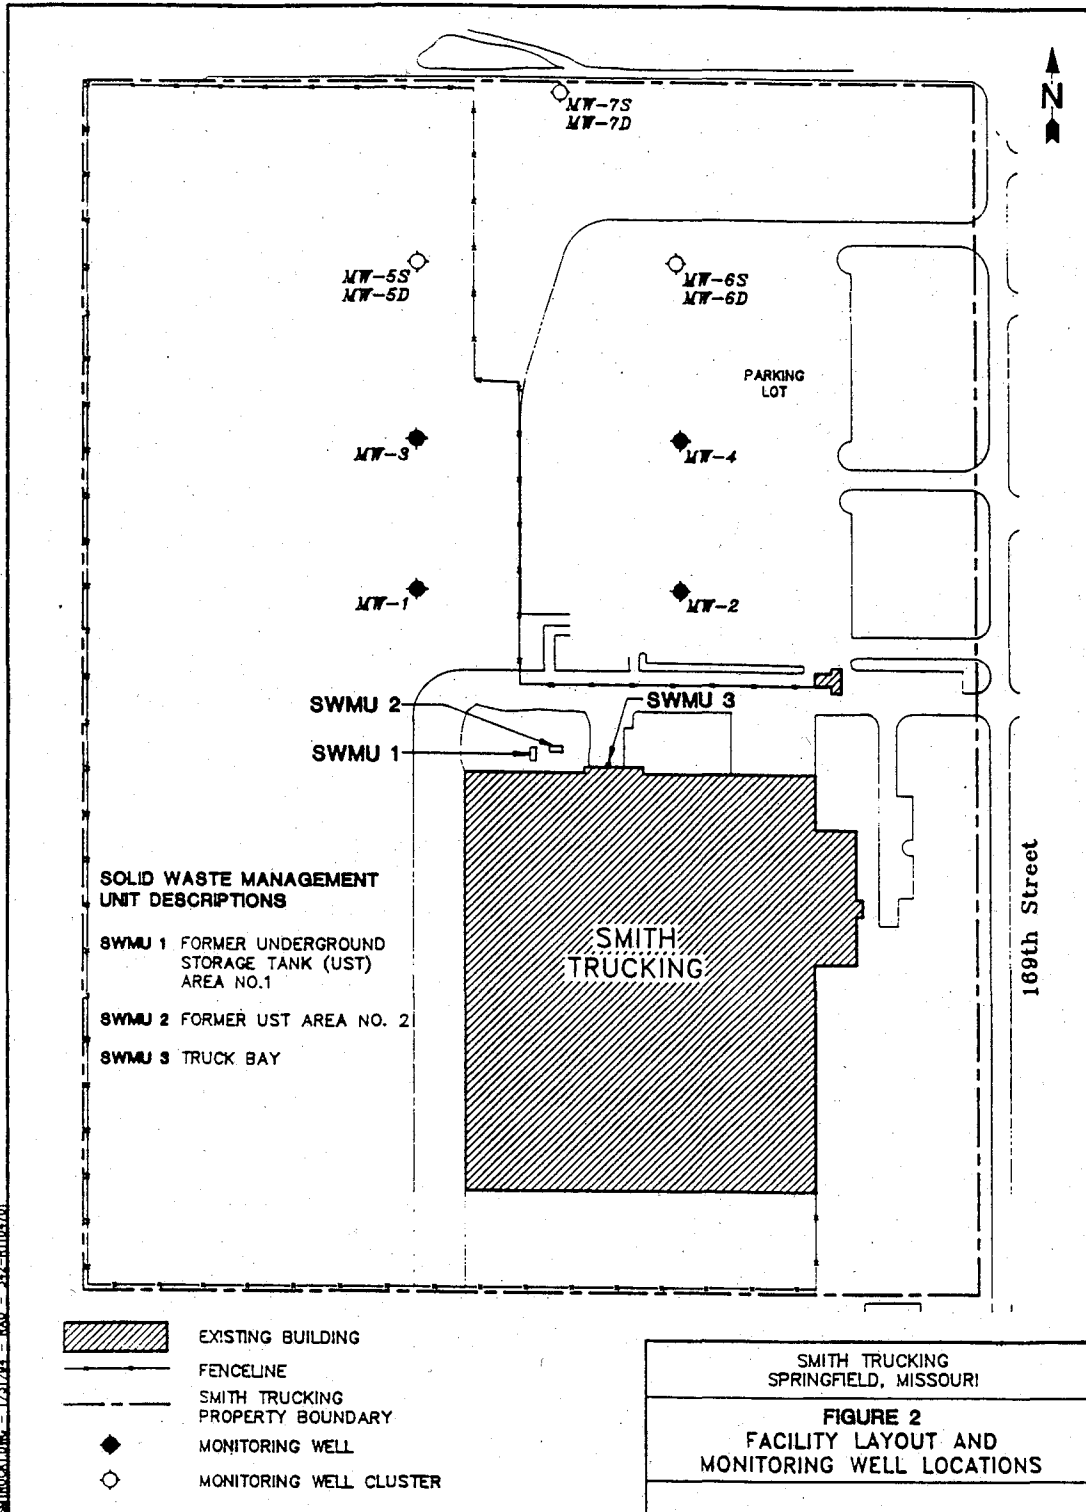 N
MW-7S
MW-7D
MW-5S
MW-5D
MW-6S
MW-6D
PARKING
LOT
MW-3
MW-4
MW-1
MW-2
SWMU 2
SWMU 3
SWMU 1
SOLID WASTE MANAGEMENT
UNIT DESCRIPTIONS
SWMU 1 FORMER UNDERGROUND
STORAGE TANK (UST)
AREA NO.1
SWMU 2 FORMER UST AREA NO. 2
SWMU 3 TRUCK BAY
SMITH
TRUCKING
169th Street
EXISTING BUILDING
FENCELINE
SMITH TRUCKING
PROPERTY BOUNDARY
MONITORING WELL
MONITORING WELL CLUSTER
SMITH TRUCKING
SPRINGFIELD, MISSOURI
FIGURE 2
FACILITY LAYOUT AND
MONITORING WELL LOCATIONS